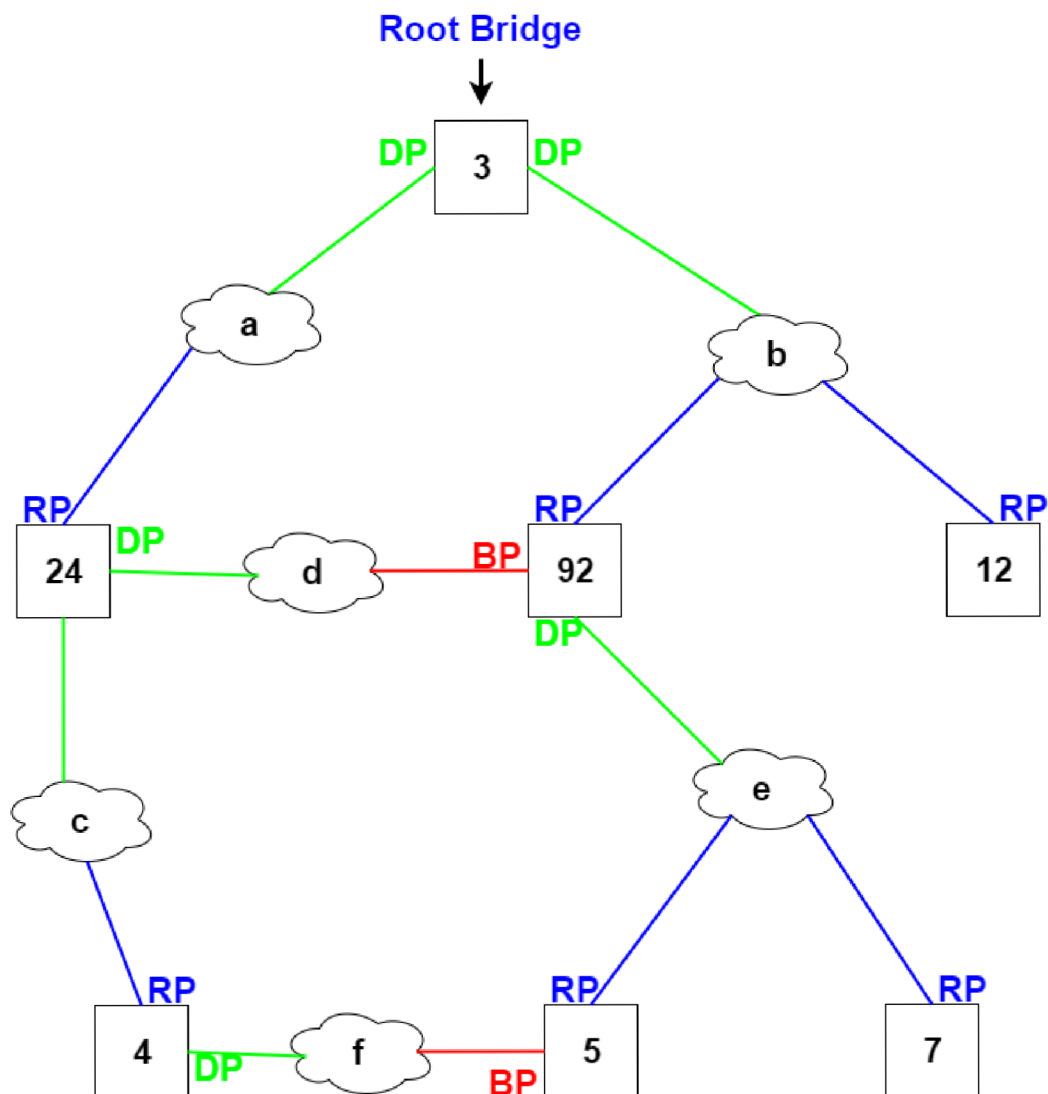 Root Bridge
DP 3 DP
a
b
RP RP RP
DP
24 d BP 92 12
DP
e
c
RP RP RP
4 f 5 7
DP BP